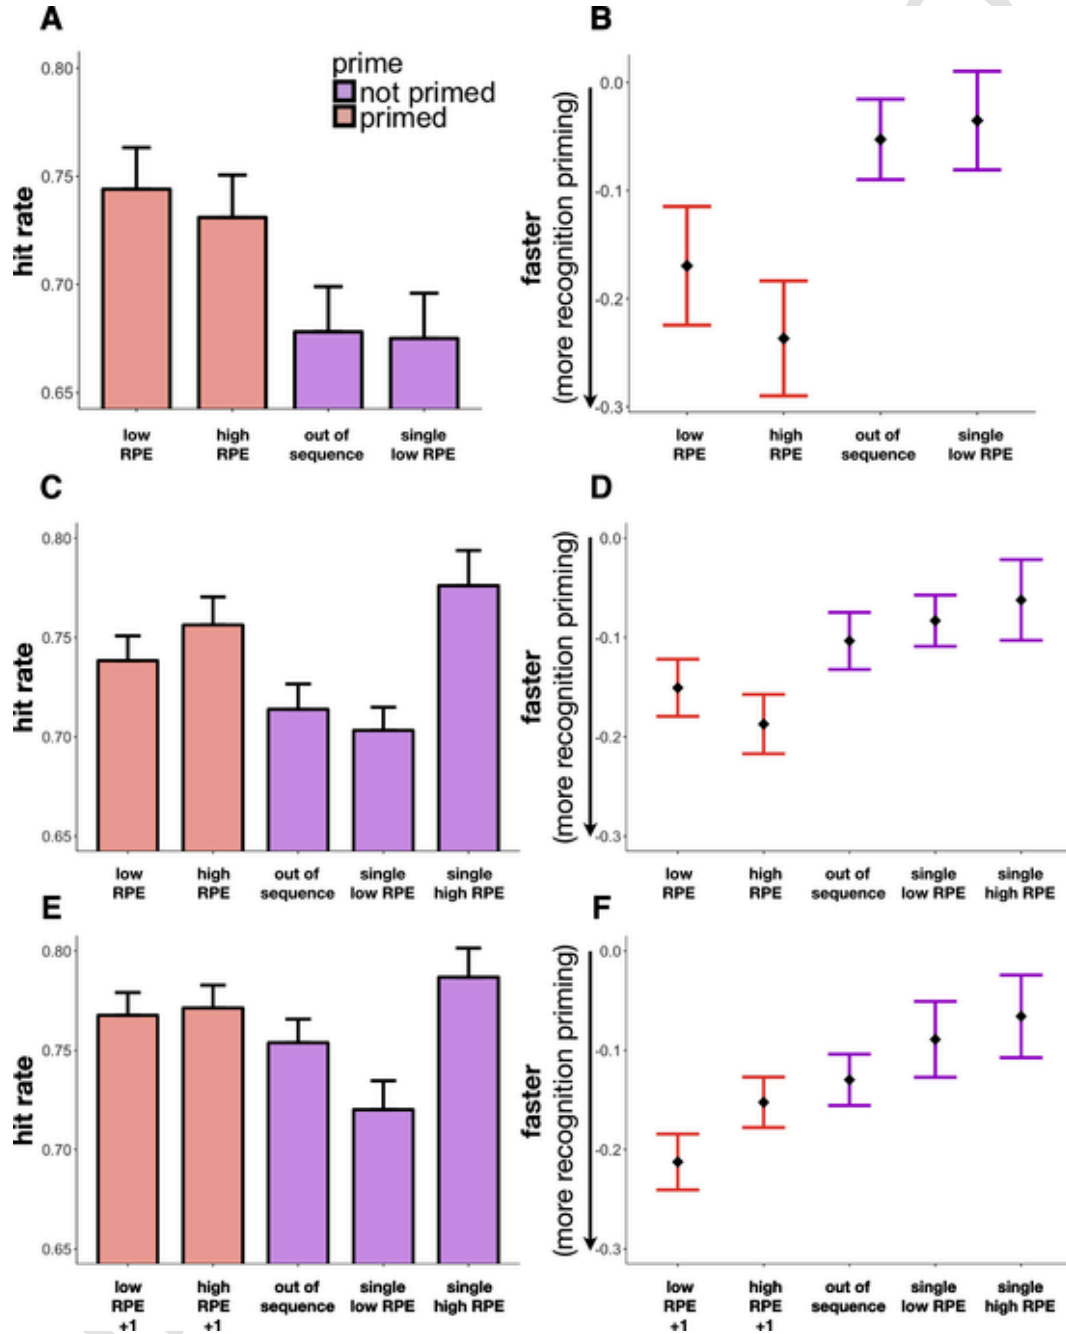 A
0.80
0.75
0.70
0.65
hit rate
prime
not primed
primed
low
RPE
high
RPE
out of
sequence
single
low RPE
B
0.0
-0.1
-0.2
-0.3
faster
(more recognition priming)
low
RPE
high
RPE
out of
sequence
single
low RPE
C
0.80
0.75
0.70
0.65
hit rate
low
RPE
high
RPE
out of
sequence
single
low RPE
single
high RPE
D
0.0
-0.1
-0.2
-0.3
faster
(more recognition priming)
low
RPE
high
RPE
out of
sequence
single
low RPE
single
high RPE
E
0.80
0.75
0.70
0.65
hit rate
low
RPE
+1
high
RPE
+1
out of
sequence
single
low RPE
single
high RPE
F
0.0
-0.1
-0.2
-0.3
faster
(more recognition priming)
low
RPE
+1
high
RPE
+1
out of
sequence
single
low RPE
single
high RPE